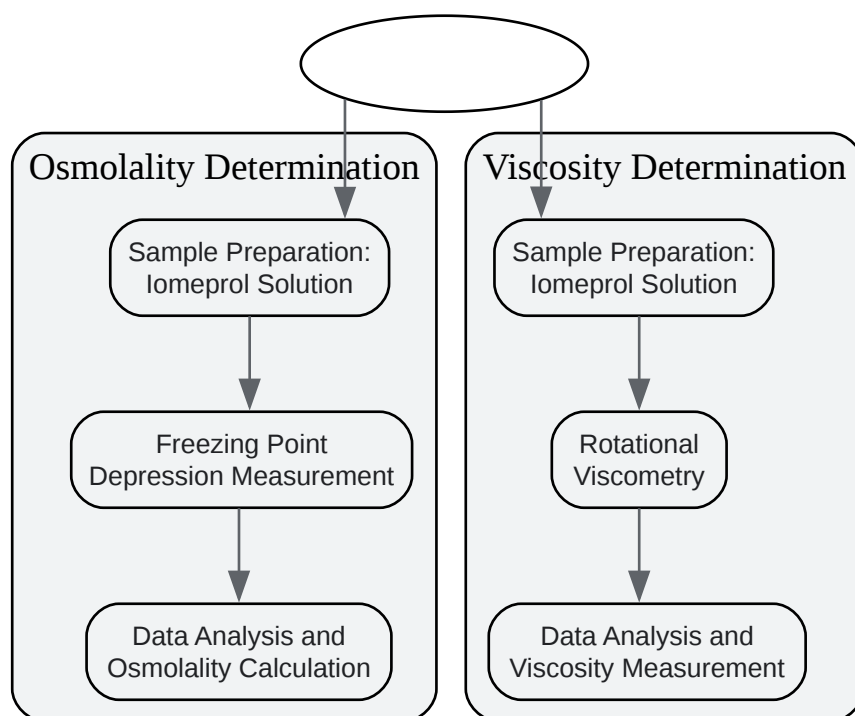 Osmolality Determination
Sample Preparation:
Iomeprol Solution
Freezing Point
Depression Measurement
Data Analysis and
Osmolality Calculation
Viscosity Determination
Sample Preparation:
Iomeprol Solution
Rotational
Viscometry
Data Analysis and
Viscosity Measurement